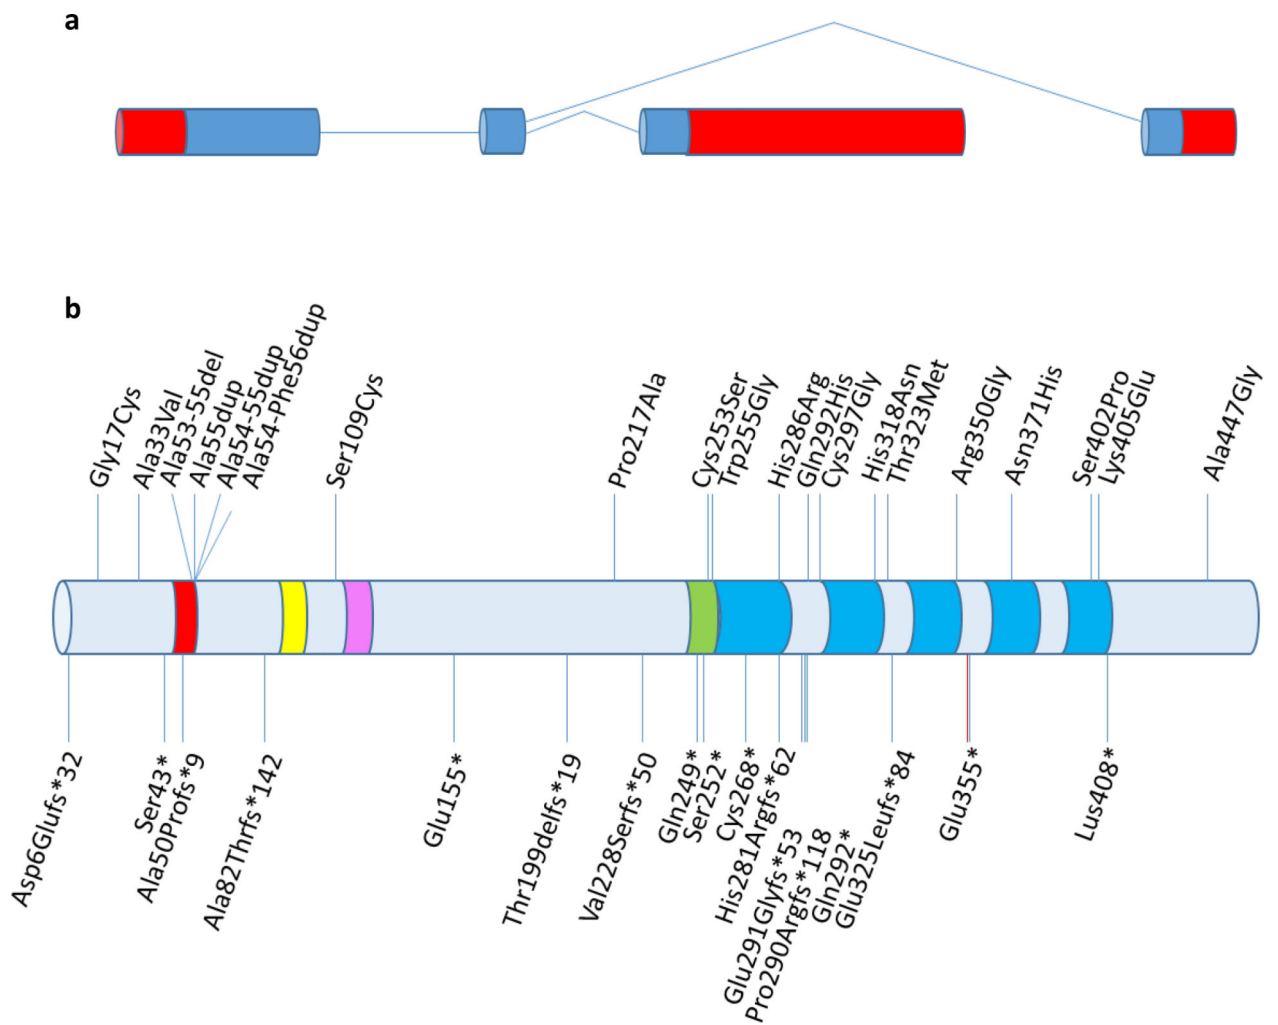 a
b
Gly17Cys
Ala33Val
Ala53-55del
Ala55dup
Ala54-55dup
Ala54-Phe56dup
Ser109Cys
Pro217Ala
Cys253Ser
Trp255Gly
His286Arg
Gln292His
Cys297Gly
His318Asn
Thr323Met
Arg350Gly
Asn371His
Ser402Pro
Lys405Glu
Ala447Gly
Asp6Glufs*32
Ser43*
Ala50Profs*9
Ala82Thrfs*142
Glu155*
Thr199delfs*19
Val228Serfs*50
Gln249*
Ser252*
Cys268*
His281Argfs*62
Glu291Glyfs*53
Pro290Argfs*118
Gln292*
Glu325Leufs*84
Glu355*
Lus408*